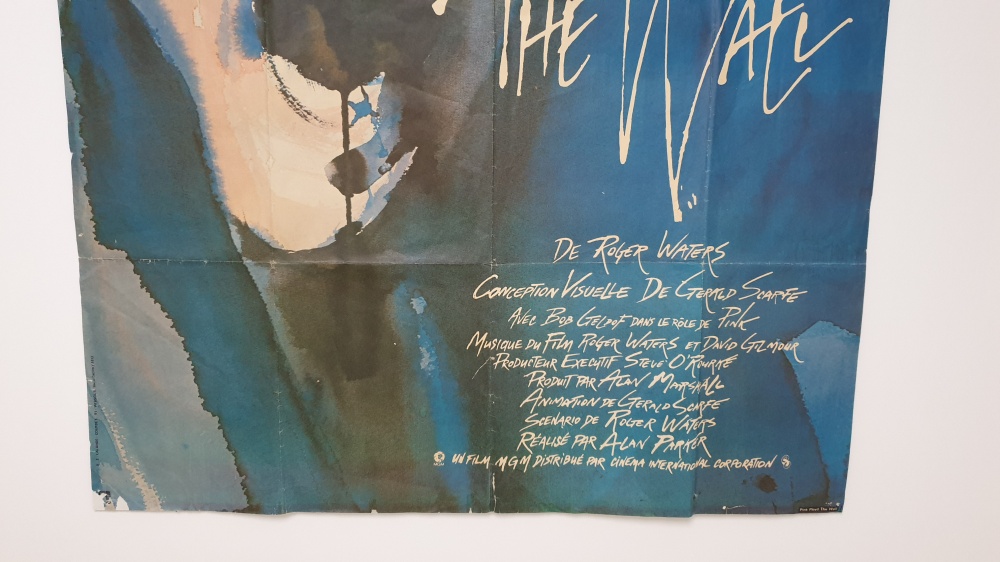 THE WALL
DE ROGER WATERS
CONCEPTION VISUELLE DE GERALD SCARFE
AVEC BOB GELDOF DANS LE RÔLE DE PINK
MUSIQUE DU FILM ROGER WATERS ET DAVID GILMOUR
PRODUCTEUR EXECUTIF STEVE O'ROURKE
PRODUIT PAR ALAN MARSHALL
ANIMATION DE GERALD SCARFE
SCENARIO DE ROGER WATERS
RÉALISÉ PAR ALAN PARKER
UN FILM MGM DISTRIBUÉ PAR CINEMA INTERNATIONAL CORPORATION
Pink Floyd The Wall